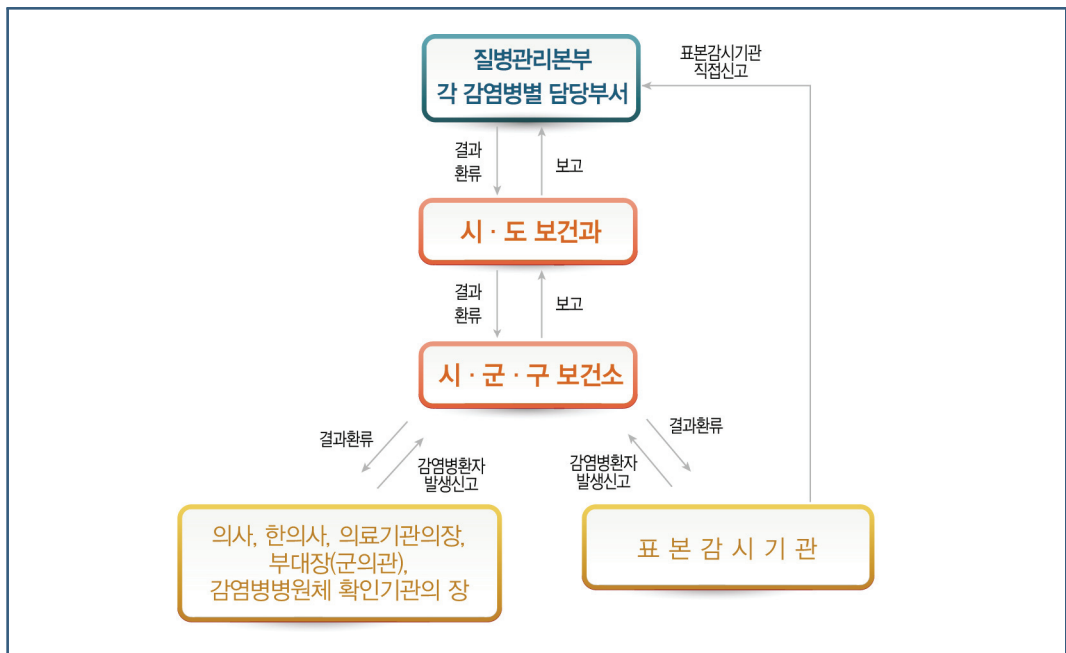 질병관리본부
각 감염병별 담당부서
표본감시기관
직접신고
결과
환류
보고
시 · 도 보건과
결과
환류
보고
시 · 군 · 구 보건소
결과환류
감염병환자
발생신고
감염병환자
발생신고
결과환류
의사, 한의사, 의료기관의장,
부대장(군의관),
감염병병원체 확인기관의 장
표 본 감 시 기 관